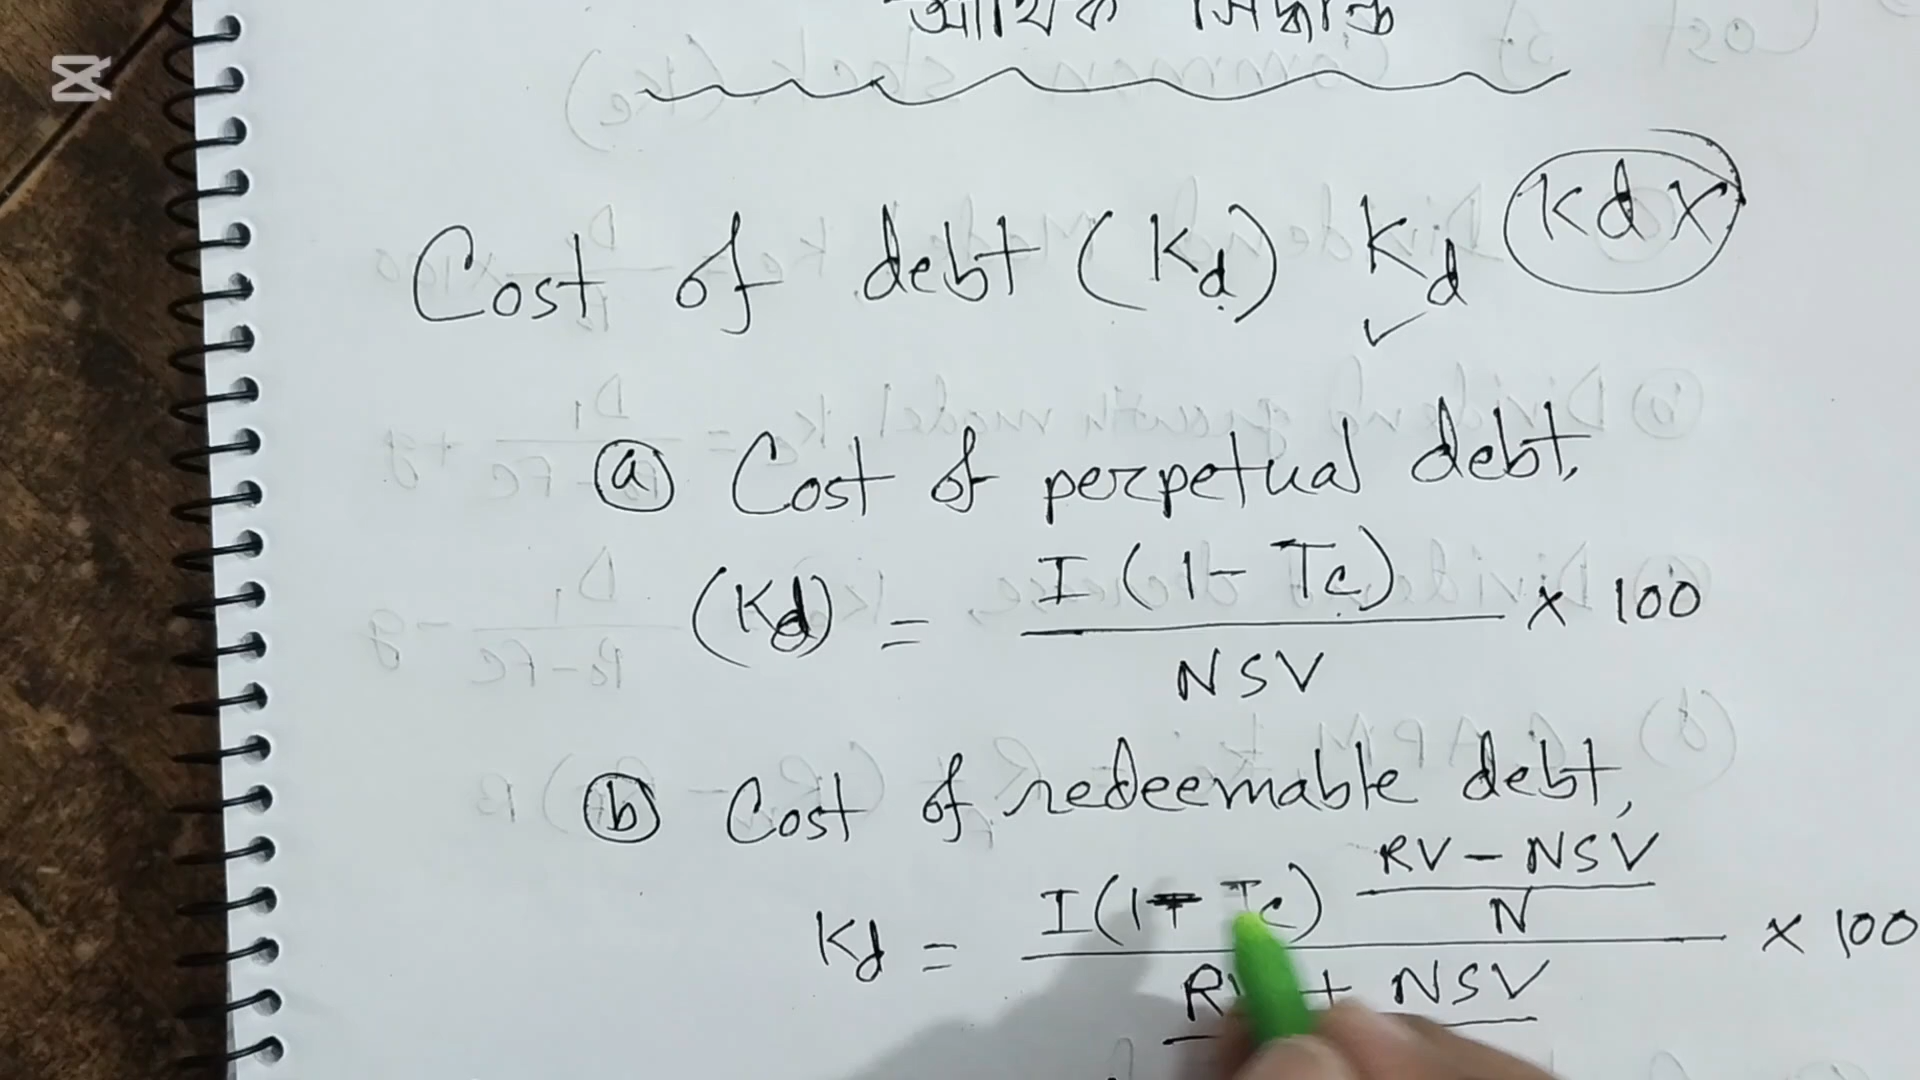 আর্থিক সিদ্ধান্ত
Cost of debt (Kd) Kd ✓ Kd X
ⓐ Cost of perpetual debt,
(Kd) = I(1 - Tc) / NSV × 100
ⓑ Cost of redeemable debt,
RV - NSV / N
Kd = I(1 - Tc) × 100
RV + NSV